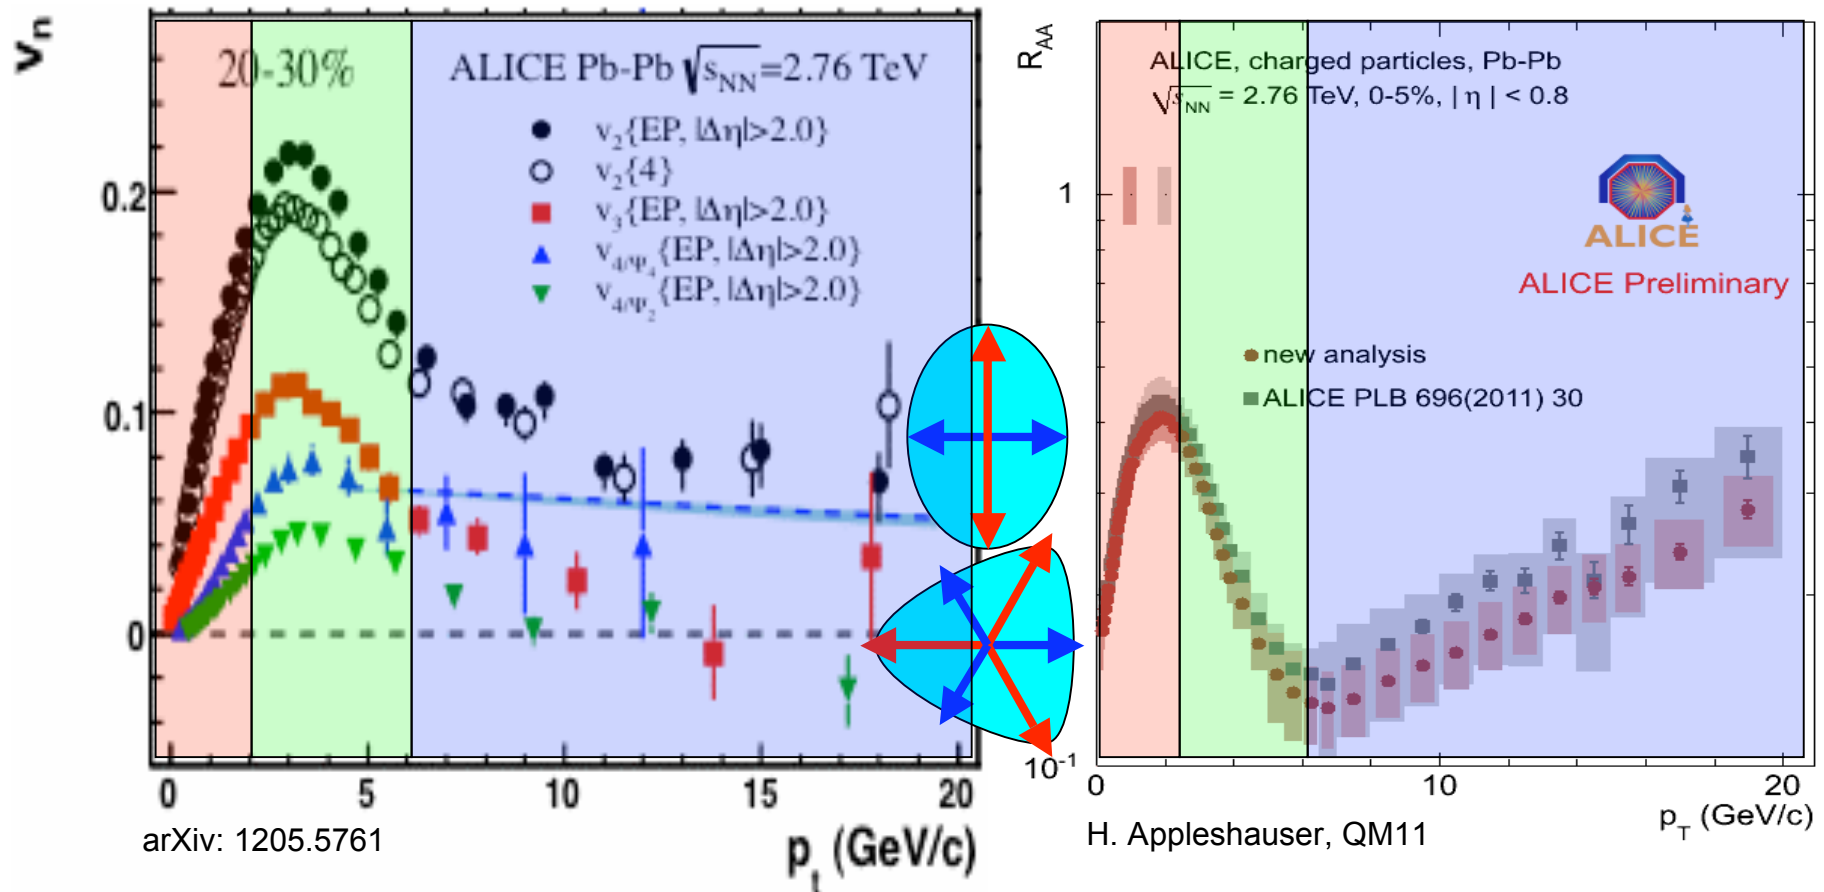 vn
20-30%
ALICE Pb-Pb √sNN=2.76 TeV
v2{EP, |Δη|>2.0}
v2{4}
v3{EP, |Δη|>2.0}
v4/Ψ4{EP, |Δη|>2.0}
v4/Ψ2{EP, |Δη|>2.0}
0.2
0.1
0
0 5 10 15 20
pt (GeV/c)
arXiv: 1205.5761
RAA
ALICE, charged particles, Pb-Pb
√sNN = 2.76 TeV, 0-5%, | η | < 0.8
ALICE
ALICE Preliminary
new analysis
ALICE PLB 696(2011) 30
1
10-1
0 10 20
pT (GeV/c)
H. Appleshauser, QM11